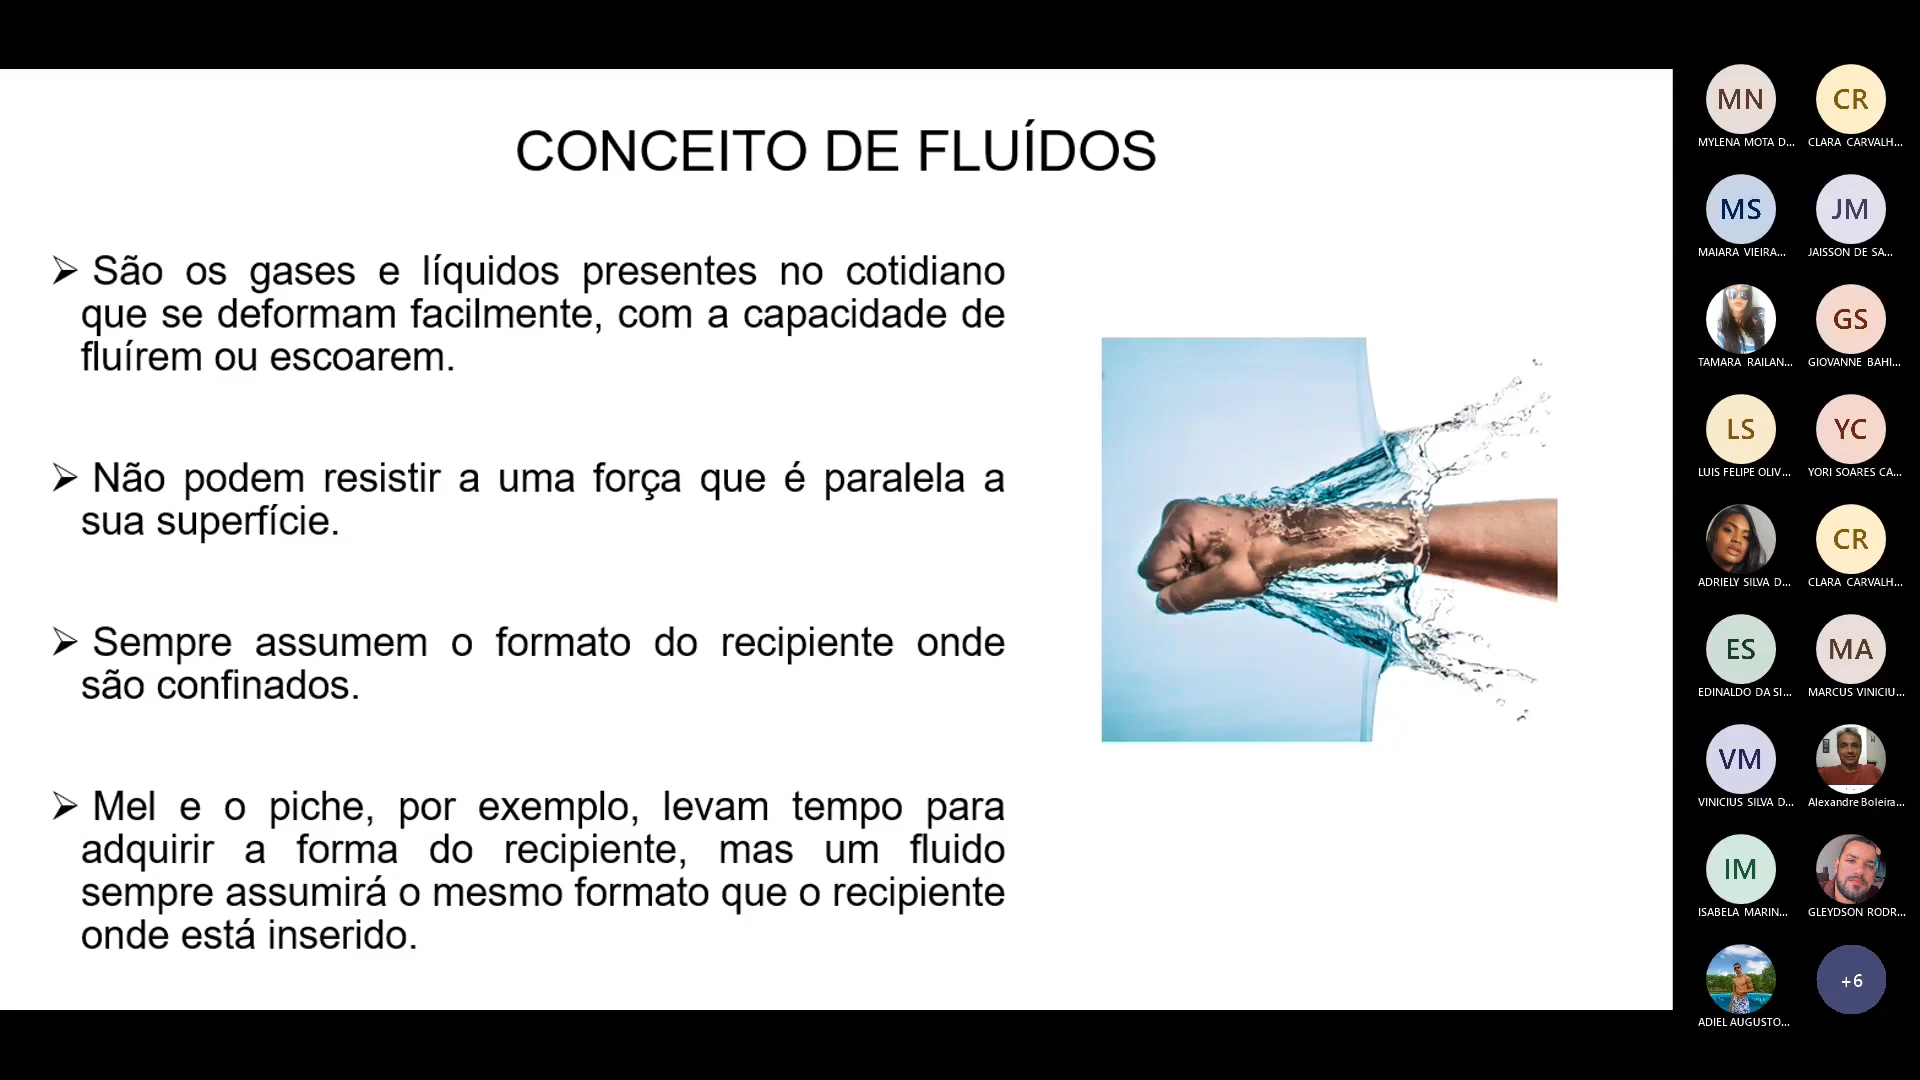 CONCEITO DE FLUÍDOS
➢ São os gases e líquidos presentes no cotidiano
que se deformam facilmente, com a capacidade de
fluírem ou escoarem.
➢ Não podem resistir a uma força que é paralela a
sua superfície.
➢ Sempre assumem o formato do recipiente onde
são confinados.
➢ Mel e o piche, por exemplo, levam tempo para
adquirir a forma do recipiente, mas um fluido
sempre assumirá o mesmo formato que o recipiente
onde está inserido.
MN CR
MYLENA MOTA D... CLARA CARVALH...
MS JM
MAIARA VIEIRA... JAISSON DE SA...
GS
TAMARA RAILAN... GIOVANNE BAHI...
LS YC
LUIS FELIPE OLIV... YORI SOARES CA...
CR
ADRIELY SILVA D... CLARA CARVALH...
ES MA
EDINALDO DA SI... MARCUS VINICIU...
VM
VINICIUS SILVA D... Alexandre Boleira...
IM
ISABELA MARIN... GLEYDSON RODR...
+6
ADIEL AUGUSTO...